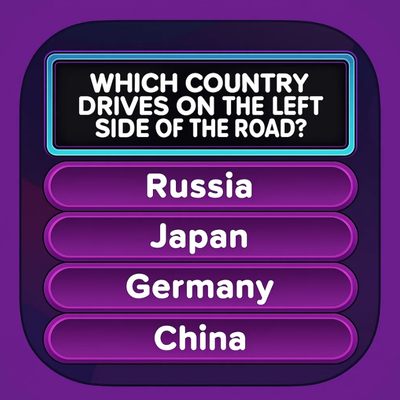 WHICH COUNTRY
DRIVES ON THE LEFT
SIDE OF THE ROAD?
Russia
Japan
Germany
China